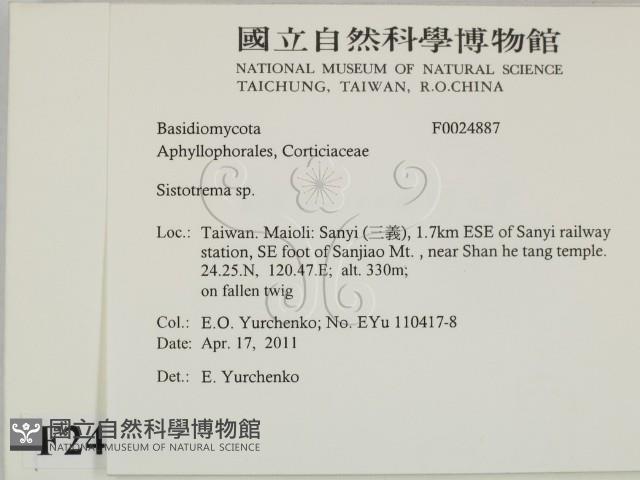 國立自然科學博物館
NATIONAL MUSEUM OF NATURAL SCIENCE
TAICHUNG, TAIWAN, R.O.CHINA
Basidiomycota F0024887
Aphyllophorales, Corticiaceae
Sistotrema sp.
Loc.: Taiwan. Maioli: Sanyi (三義), 1.7km ESE of Sanyi railway
station, SE foot of Sanjiao Mt. , near Shan he tang temple.
24.25.N, 120.47.E; alt. 330m;
on fallen twig
Col.: E.O. Yurchenko; No. EYu 110417-8
Date: Apr. 17, 2011
Det.: E. Yurchenko
F24
國立自然科學博物館
NATIONAL MUSEUM OF NATURAL SCIENCE